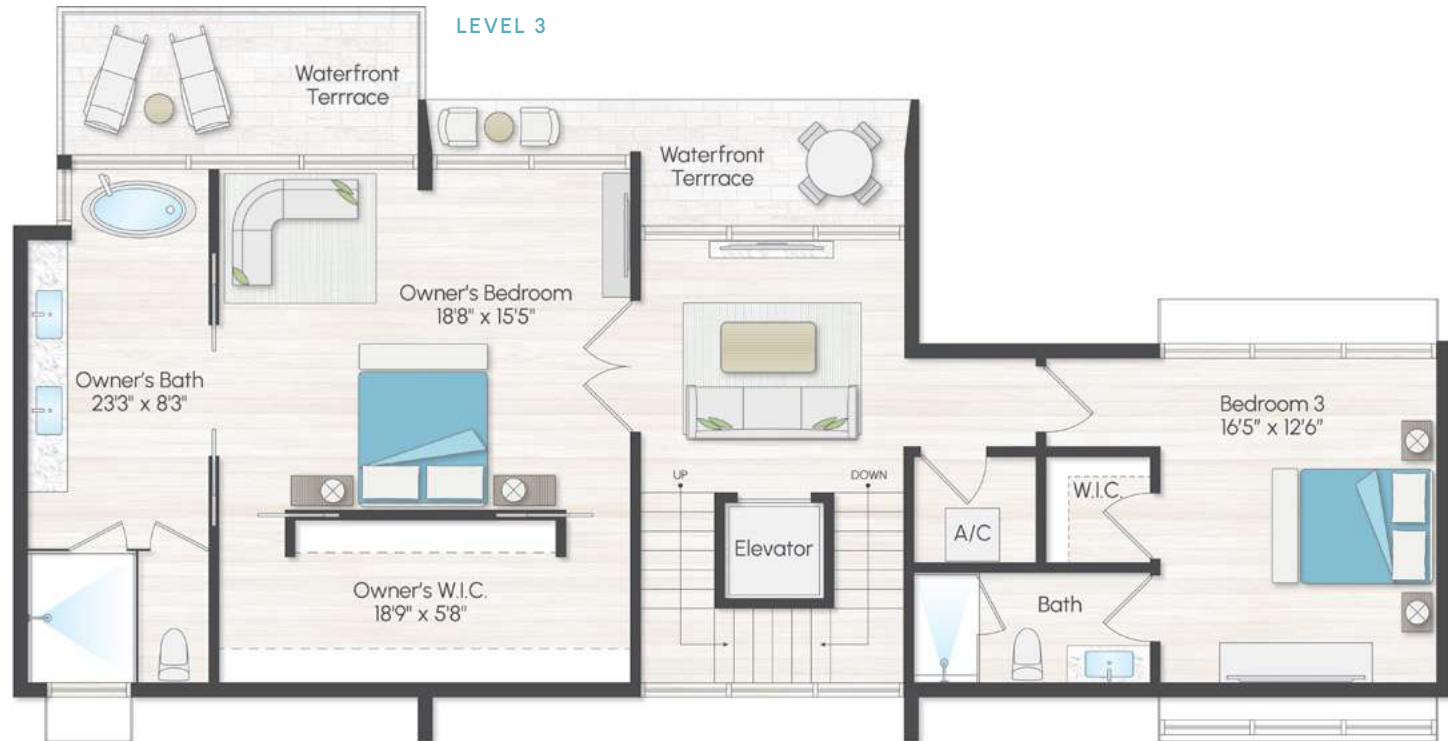 LEVEL 3
Waterfront
Terrrace
Waterfront
Terrrace
Owner's Bedroom
18'8" x 15'5"
Owner's Bath
23'3" x 8'3"
Bedroom 3
16'5" x 12'6"
UP
DOWN
W.I.C.
A/C
Elevator
Owner's W.I.C.
18'9" x 5'8"
Bath